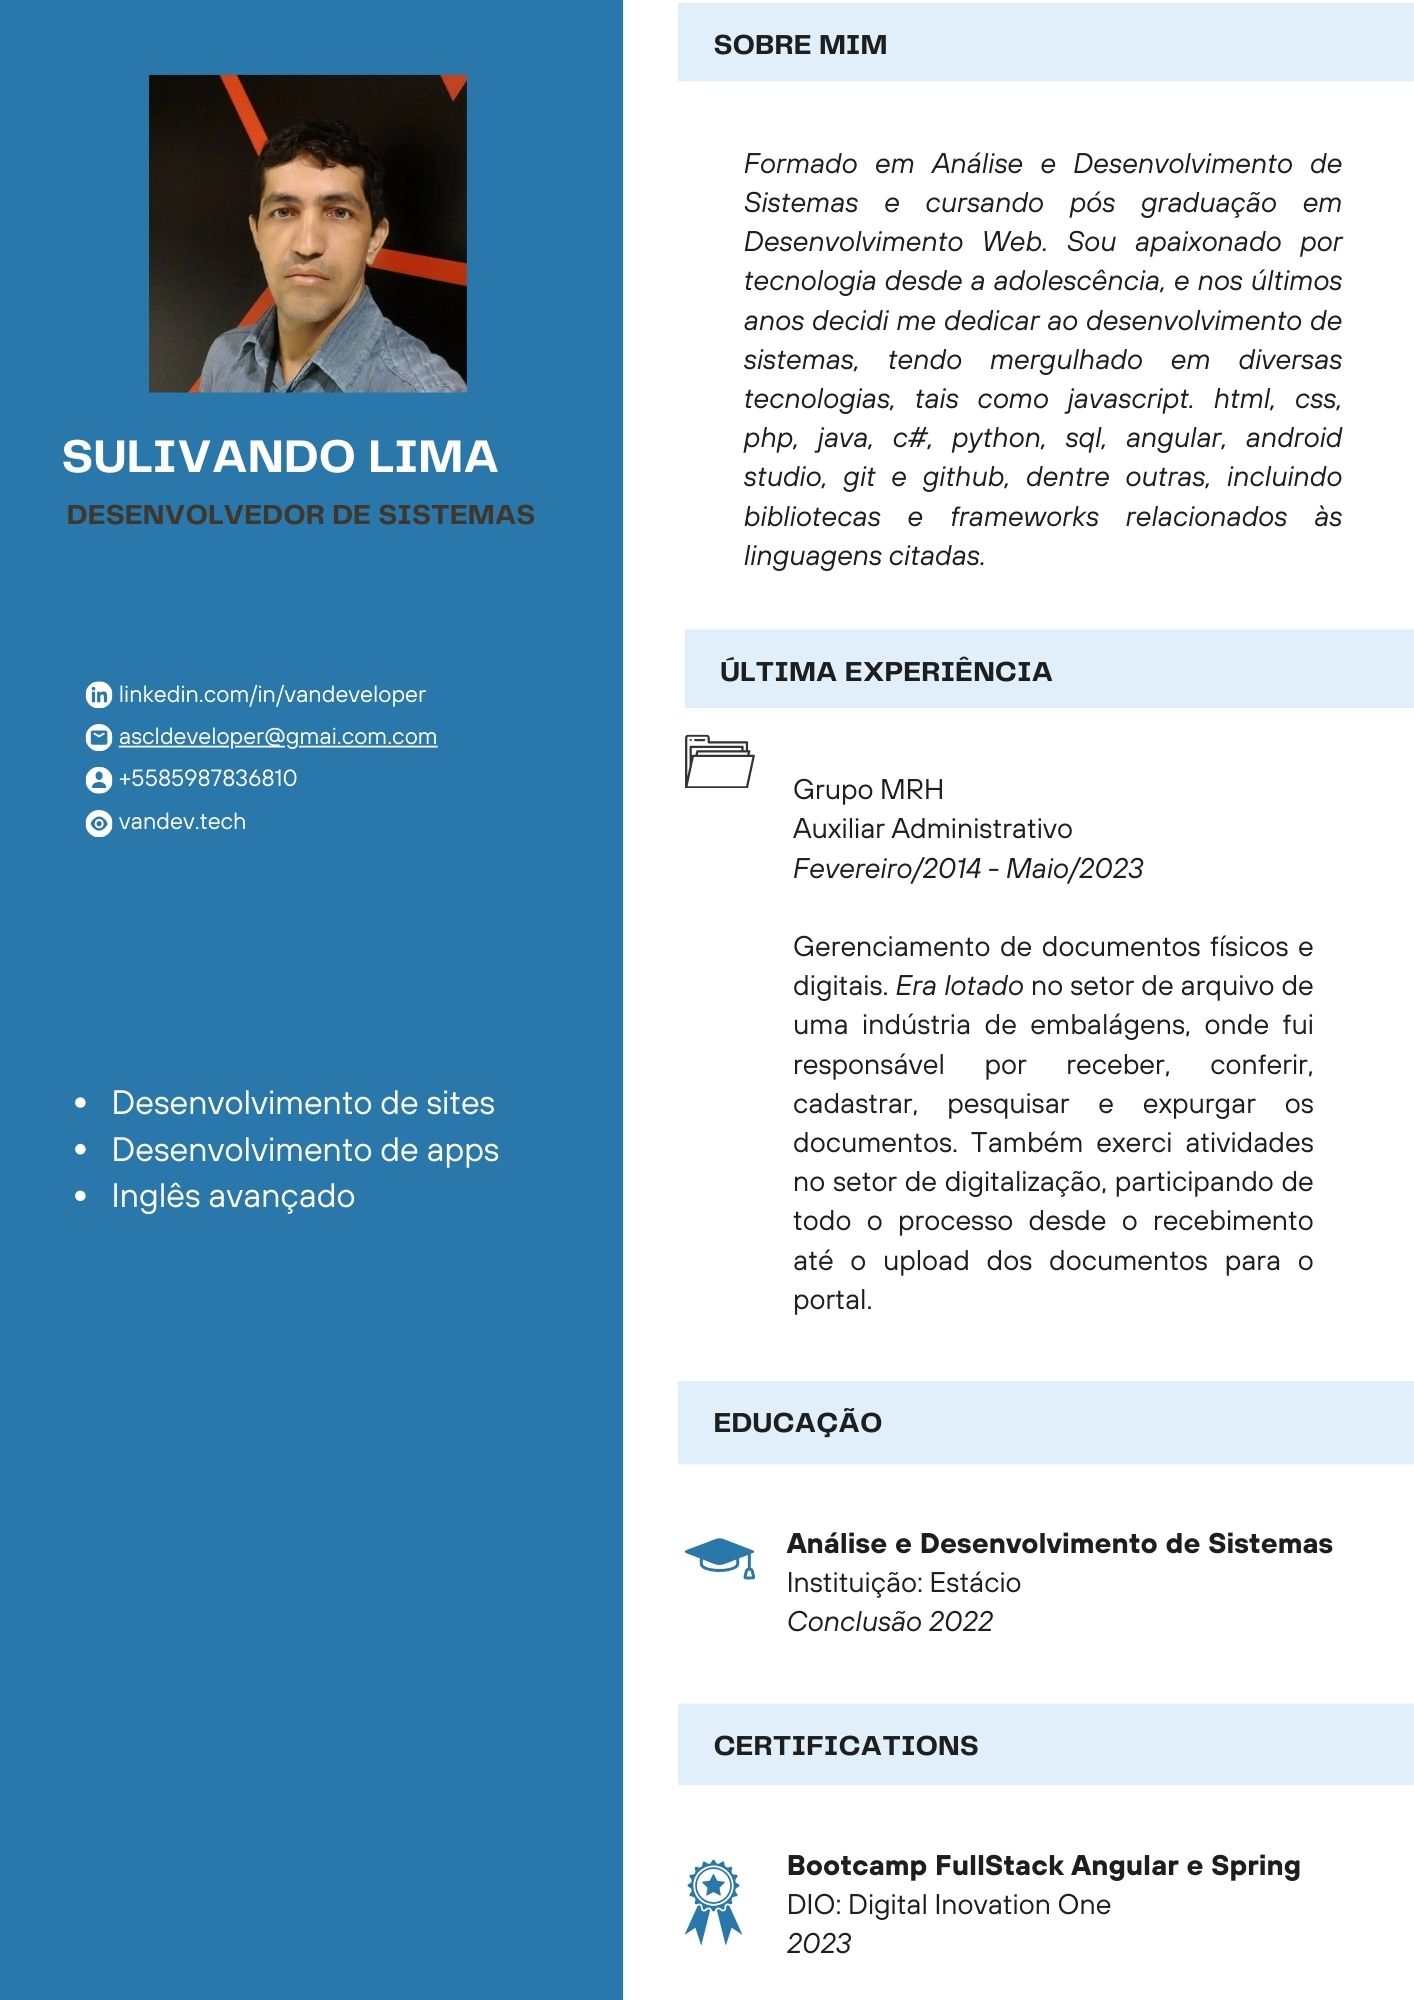 SULIVANDO LIMA
DESENVOLVEDOR DE SISTEMAS
linkedin.com/in/vandeveloper
ascldeveloper@gmai.com.com
+5585987836810
vandev.tech
Desenvolvimento de sites
Desenvolvimento de apps
Inglês avançado
SOBRE MIM
Formado em Análise e Desenvolvimento de
Sistemas e cursando pós graduação em
Desenvolvimento Web. Sou apaixonado por
tecnologia desde a adolescência, e nos últimos
anos decidi me dedicar ao desenvolvimento de
sistemas, tendo mergulhado em diversas
tecnologias, tais como javascript. html, css,
php, java, c#, python, sql, angular, android
studio, git e github, dentre outras, incluindo
bibliotecas e frameworks relacionados às
linguagens citadas.
ÚLTIMA EXPERIÊNCIA
Grupo MRH
Auxiliar Administrativo
Fevereiro/2014 - Maio/2023
Gerenciamento de documentos físicos e
digitais. Era lotado no setor de arquivo de
uma indústria de embalágens, onde fui
responsável por receber, conferir,
cadastrar, pesquisar e expurgar os
documentos. Também exerci atividades
no setor de digitalização, participando de
todo o processo desde o recebimento
até o upload dos documentos para o
portal.
EDUCAÇÃO
Análise e Desenvolvimento de Sistemas
Instituição: Estácio
Conclusão 2022
CERTIFICATIONS
Bootcamp FullStack Angular e Spring
DIO: Digital Inovation One
2023